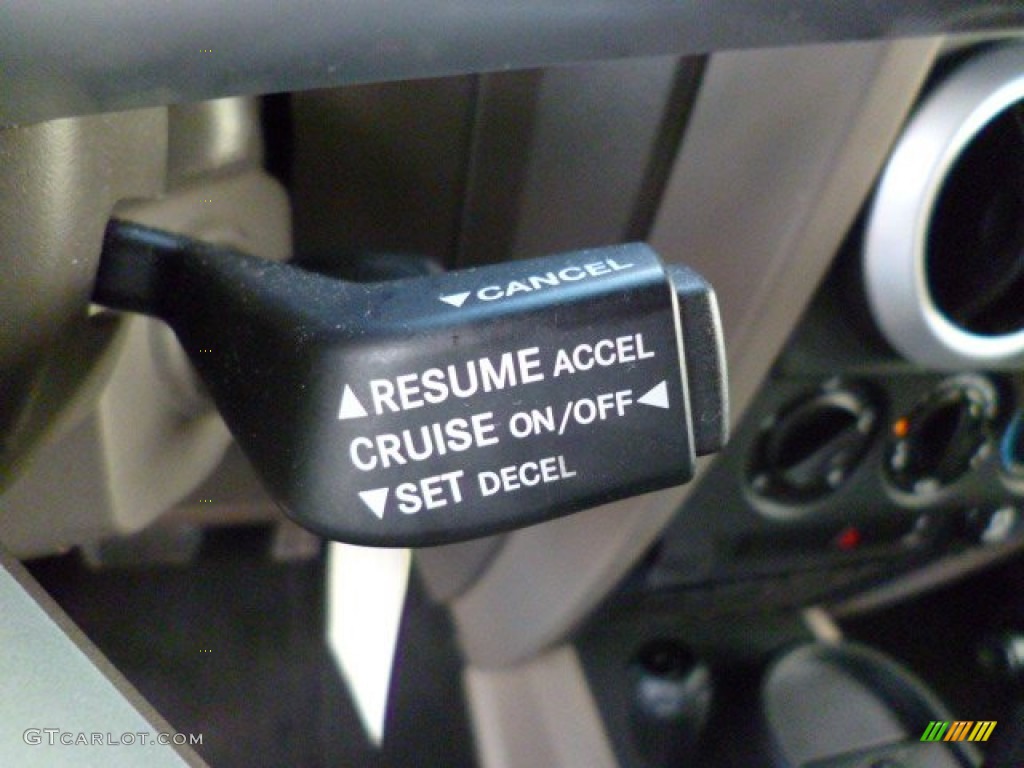 ▼CANCEL
▲RESUME ACCEL
CRUISE ON/OFF◀
▼SET DECEL
GTCARLOT.COM